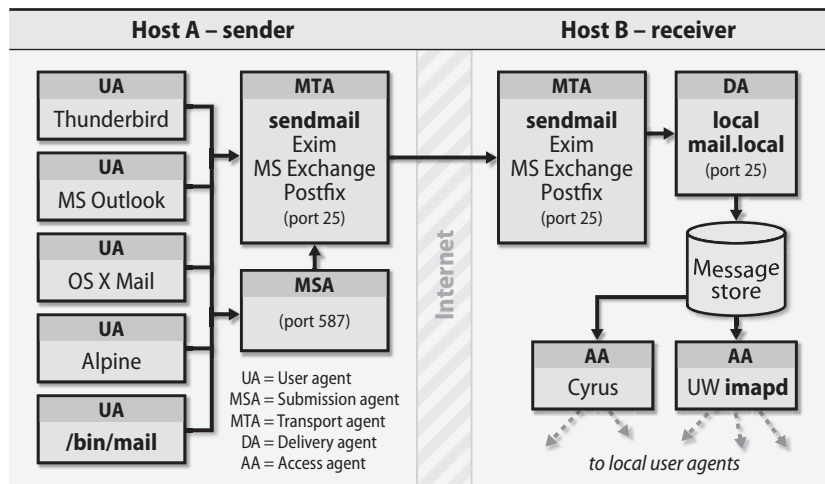 Host A – sender
Host B – receiver
UA
Thunderbird
UA
MS Outlook
UA
OS X Mail
UA
Alpine
UA
/bin/mail
MTA
sendmail
Exim
MS Exchange
Postfix
(port 25)
MSA
(port 587)
UA = User agent
MSA = Submission agent
MTA = Transport agent
DA = Delivery agent
AA = Access agent
Internet
MTA
sendmail
Exim
MS Exchange
Postfix
(port 25)
DA
local
mail.local
(port 25)
Message
store
AA
Cyrus
AA
UW imapd
to local user agents